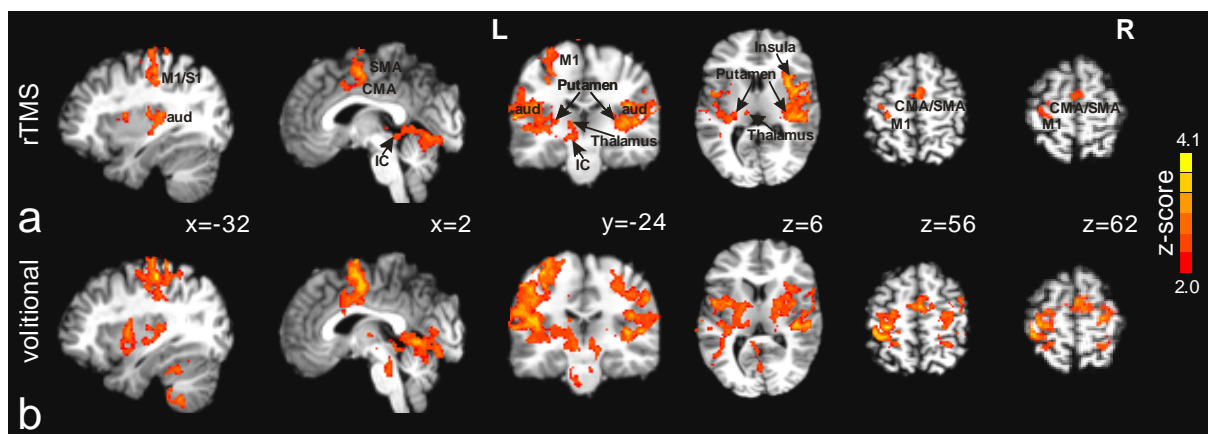 L
R
rTMS
M1/S1
aud
SMA
CMA
IC
M1
Putamen
aud
aud
Thalamus
IC
Insula
Putamen
Thalamus
CMA/SMA
M1
CMA/SMA
M1
4.1
z-score
2.0
a
x=-32
x=2
y=-24
z=6
z=56
z=62
volitional
b